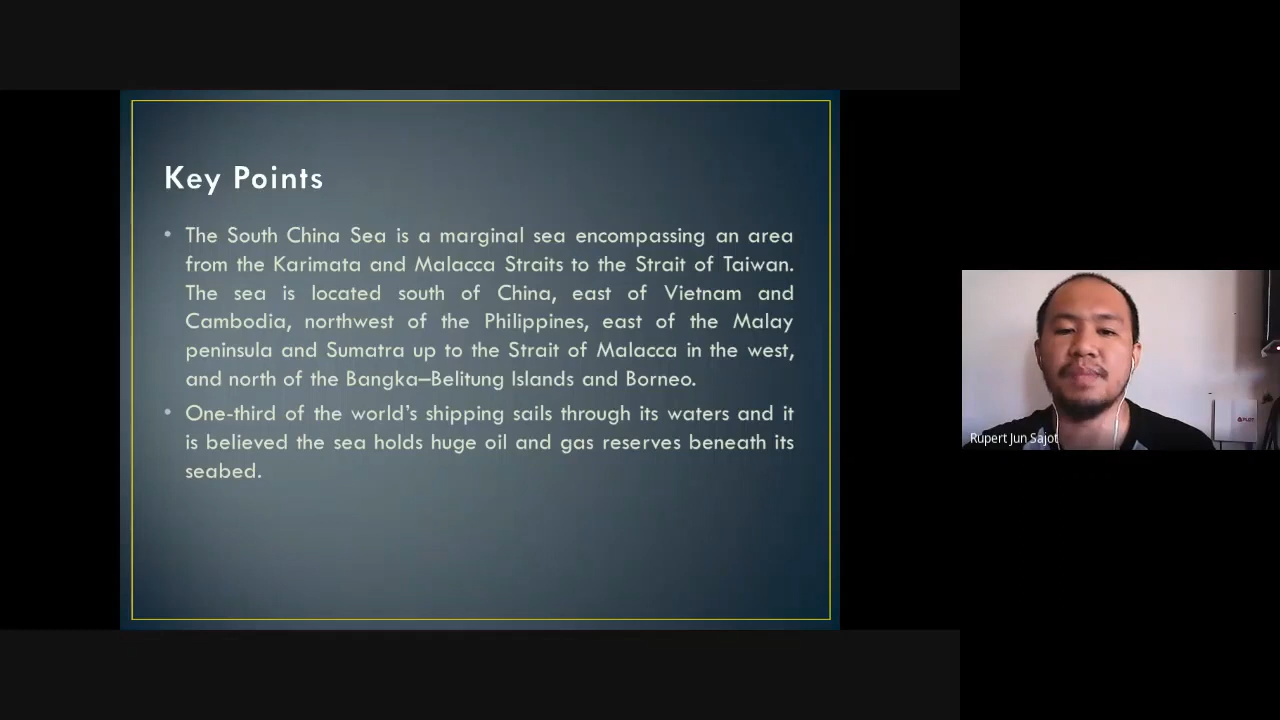 Key Points
• The South China Sea is a marginal sea encompassing an area
from the Karimata and Malacca Straits to the Strait of Taiwan.
The sea is located south of China, east of Vietnam and
Cambodia, northwest of the Philippines, east of the Malay
peninsula and Sumatra up to the Strait of Malacca in the west,
and north of the Bangka–Belitung Islands and Borneo.
• One-third of the world's shipping sails through its waters and it
is believed the sea holds huge oil and gas reserves beneath its
seabed.
Rupert Jun Sajot